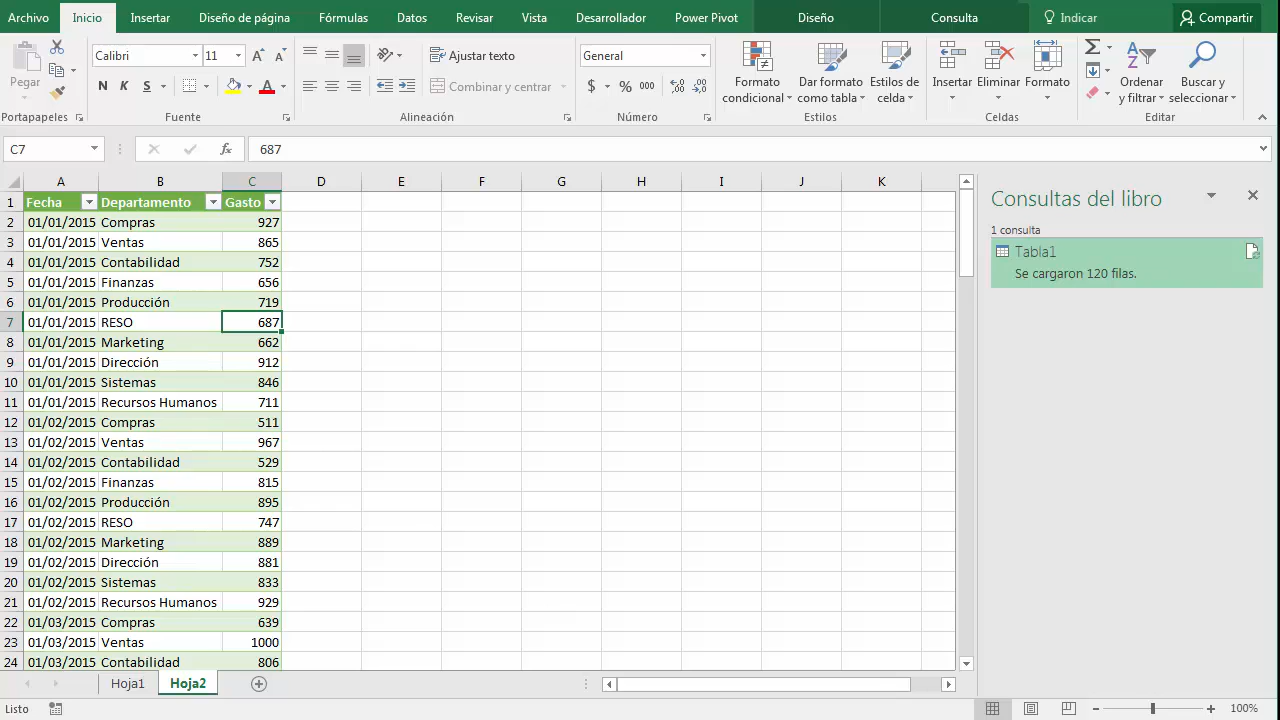 Archivo Inicio Insertar Diseño de página Fórmulas Datos Revisar Vista Desarrollador Power Pivot Diseño Consulta Indicar Compartir
Pegar
Portapapeles
Calibri 11
N K S A
Fuente
Ajustar texto
Combinar y centrar
Alineación
General
$ % 000
Número
Formato condicional
Dar formato como tabla
Estilos de celda
Estilos
Insertar Eliminar Formato
Celdas
Ordenar y filtrar
Buscar y seleccionar
Editar
C7 fx 687
A B C D E F G H I J K
1 Fecha Departamento Gasto
2 01/01/2015 Compras 927
3 01/01/2015 Ventas 865
4 01/01/2015 Contabilidad 752
5 01/01/2015 Finanzas 656
6 01/01/2015 Producción 719
7 01/01/2015 RESO 687
8 01/01/2015 Marketing 662
9 01/01/2015 Dirección 912
10 01/01/2015 Sistemas 846
11 01/01/2015 Recursos Humanos 711
12 01/02/2015 Compras 511
13 01/02/2015 Ventas 967
14 01/02/2015 Contabilidad 529
15 01/02/2015 Finanzas 815
16 01/02/2015 Producción 895
17 01/02/2015 RESO 747
18 01/02/2015 Marketing 889
19 01/02/2015 Dirección 881
20 01/02/2015 Sistemas 833
21 01/02/2015 Recursos Humanos 929
22 01/03/2015 Compras 639
23 01/03/2015 Ventas 1000
24 01/03/2015 Contabilidad 806
Consultas del libro
1 consulta
Tabla1
Se cargaron 120 filas.
Hoja1 Hoja2
Listo 100%